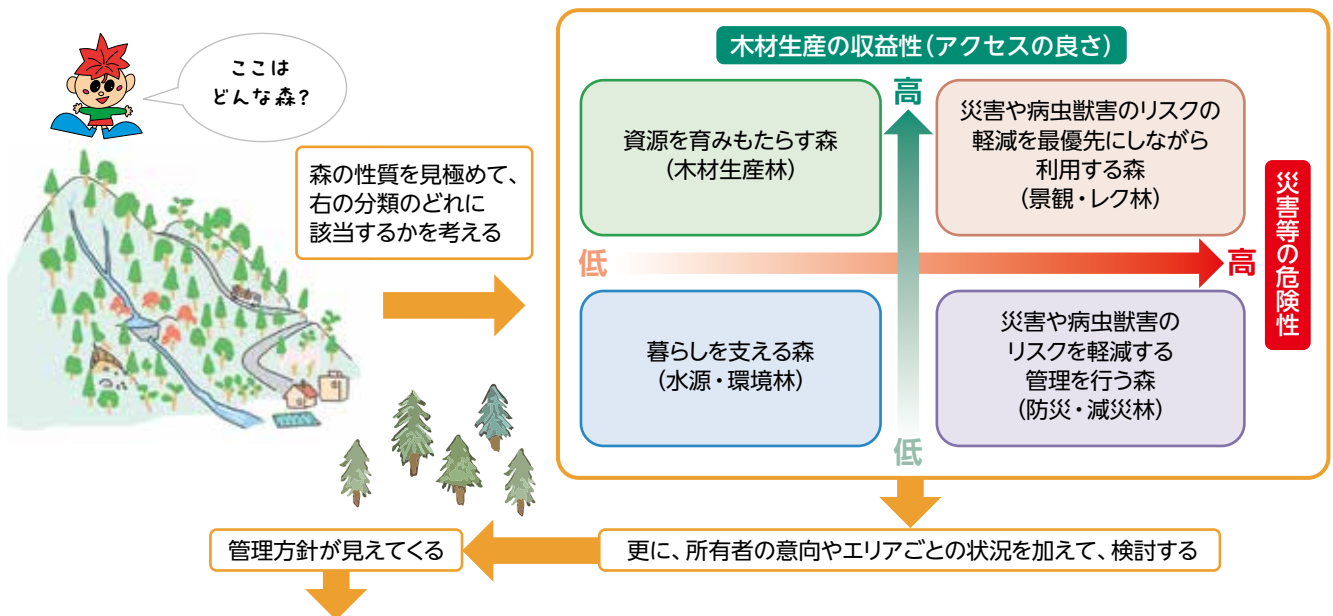 ここは
どんな森?
森の性質を見極めて、
右の分類のどれに
該当するかを考える
木材生産の収益性(アクセスの良さ)
高
資源を育みもたらす森
(木材生産林)
災害や病虫獣害のリスクの
軽減を最優先にしながら
利用する森
(景観・レク林)
低
高
災害等の危険性
暮らしを支える森
(水源・環境林)
災害や病虫獣害の
リスクを軽減する
管理を行う森
(防災・減災林)
低
更に、所有者の意向やエリアごとの状況を加えて、検討する
管理方針が見えてくる